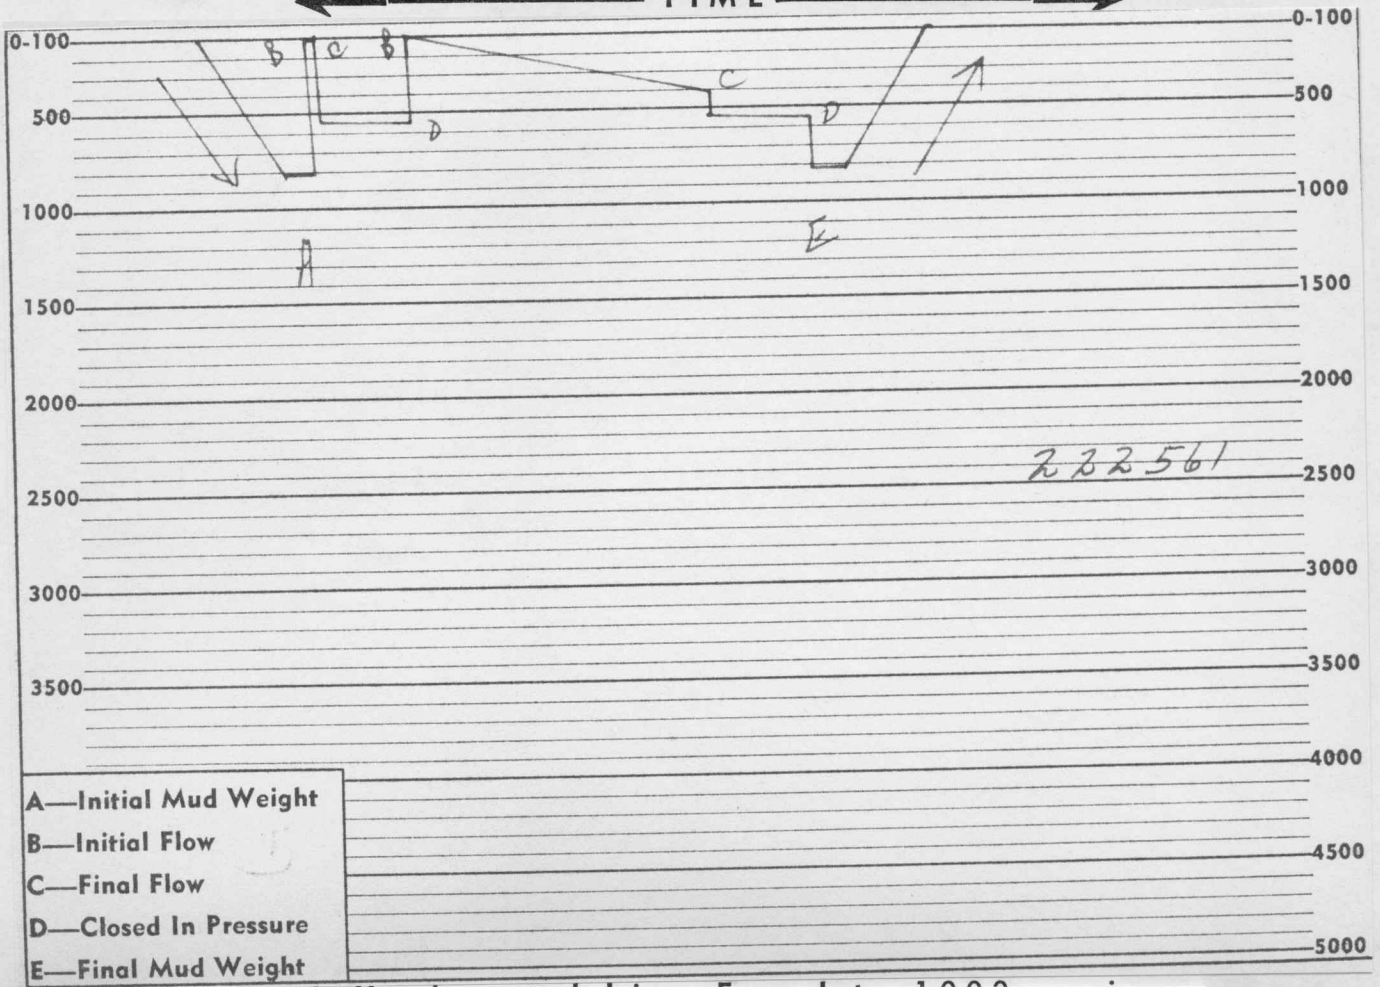 TIME
0-100 0-100
B C B
C
500 D 500
D
1000 1000
A E
1500 1500
2000 2000
222561
2500 2500
3000 3000
3500 3500
4000
A—Initial Mud Weight
B—Initial Flow 4500
C—Final Flow
D—Closed In Pressure
E—Final Mud Weight 5000